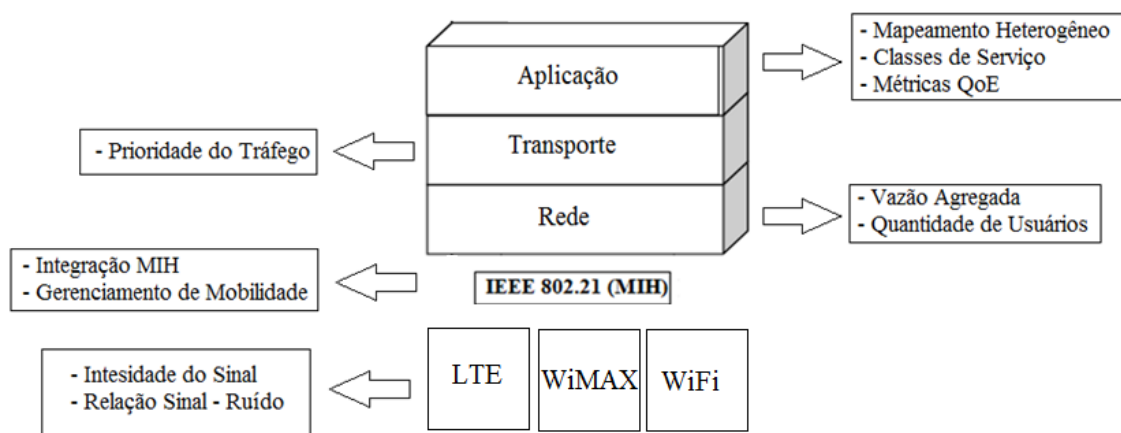 Aplicação
- Mapeamento Heterogêneo
- Classes de Serviço
- Métricas QoE
- Prioridade do Tráfego
Transporte
Rede
- Vazão Agregada
- Quantidade de Usuários
- Integração MIH
- Gerenciamento de Mobilidade
IEEE 802.21 (MIH)
- Intesidade do Sinal
- Relação Sinal - Ruído
LTE
WiMAX
WiFi